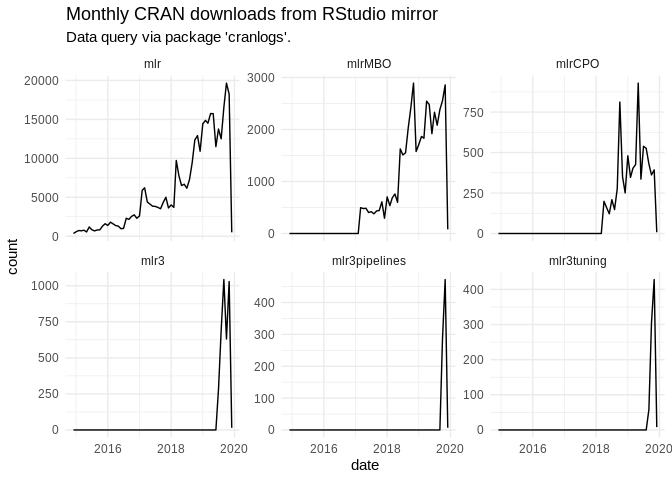 Monthly CRAN downloads from RStudio mirror
Data query via package 'cranlogs'.
mlr
mlrMBO
mlrCPO
20000
15000
10000
5000
0
3000
2000
1000
0
750
500
250
0
count
mlr3
mlr3pipelines
mlr3tuning
1000
750
500
250
0
400
300
200
100
0
400
300
200
100
0
2016 2018 2020
2016 2018 2020
2016 2018 2020
date